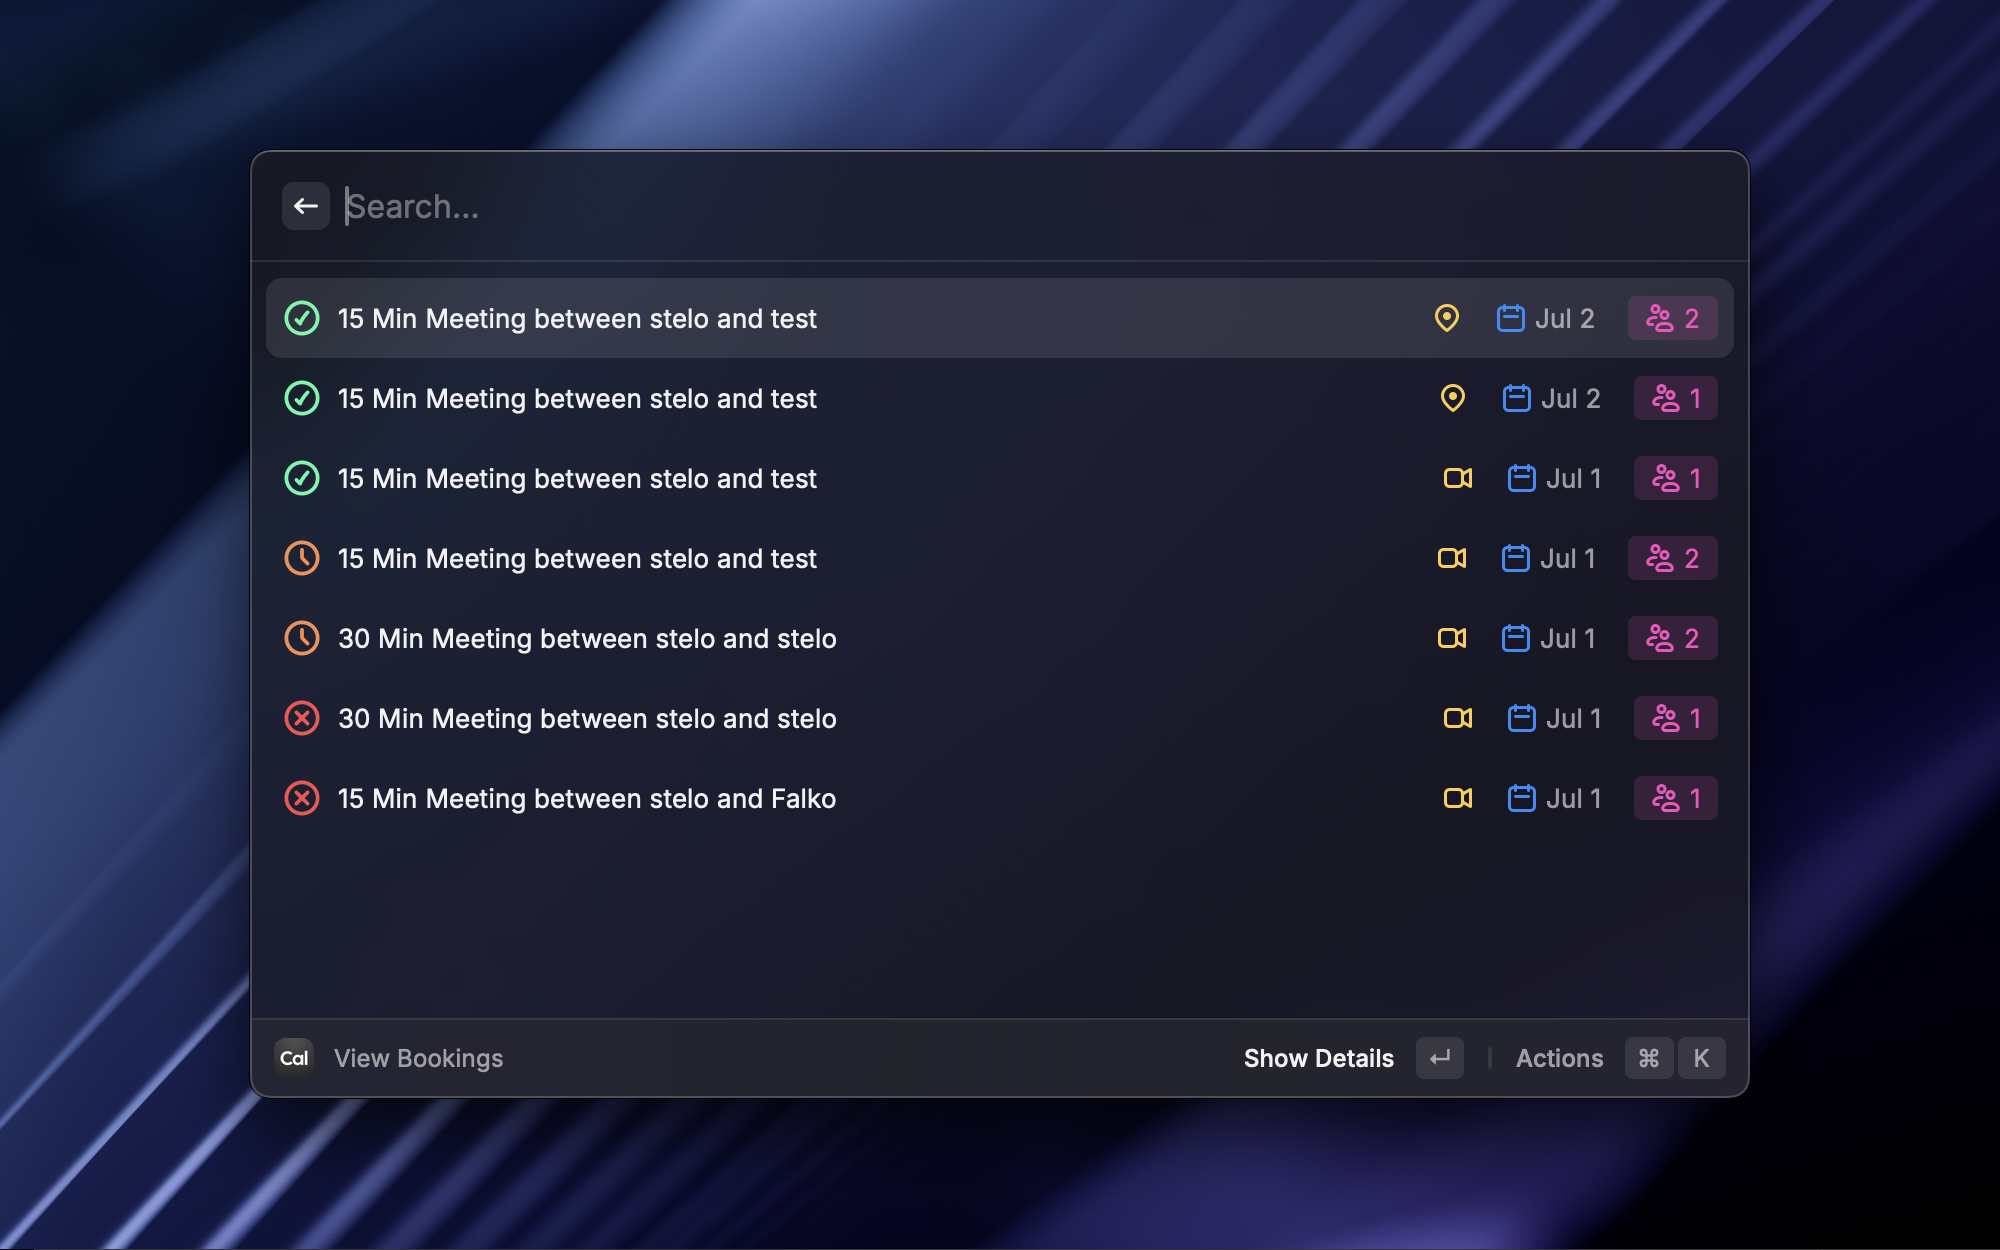 Search...
15 Min Meeting between stelo and test Jul 2 2
15 Min Meeting between stelo and test Jul 2 1
15 Min Meeting between stelo and test Jul 1 1
15 Min Meeting between stelo and test Jul 1 2
30 Min Meeting between stelo and stelo Jul 1 2
30 Min Meeting between stelo and stelo Jul 1 1
15 Min Meeting between stelo and Falko Jul 1 1
Cal View Bookings Show Details ↵ Actions ⌘ K